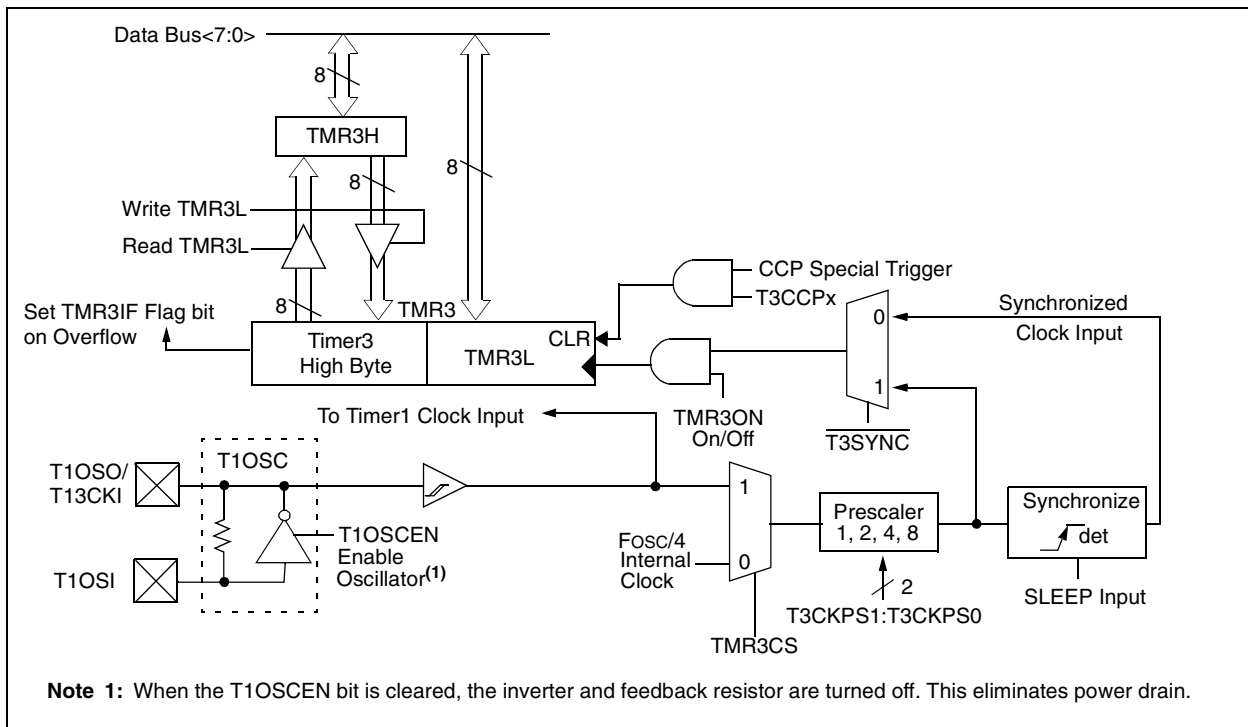 Data Bus<7:0>
8
TMR3H
8
8
Write TMR3L
Read TMR3L
8
TMR3
CCP Special Trigger
T3CCPx
Set TMR3IF Flag bit
on Overflow
Timer3
High Byte
TMR3L
CLR
0
1
Synchronized
Clock Input
TMR3ON
On/Off
T3SYNC
To Timer1 Clock Input
T1OSC
T1OSO/
T13CKI
T1OSI
T1OSCEN
Enable
Oscillator(1)
1
0
FOSC/4
Internal
Clock
TMR3CS
Prescaler
1, 2, 4, 8
2
T3CKPS1:T3CKPS0
Synchronize
det
SLEEP Input
Note 1: When the T1OSCEN bit is cleared, the inverter and feedback resistor are turned off. This eliminates power drain.